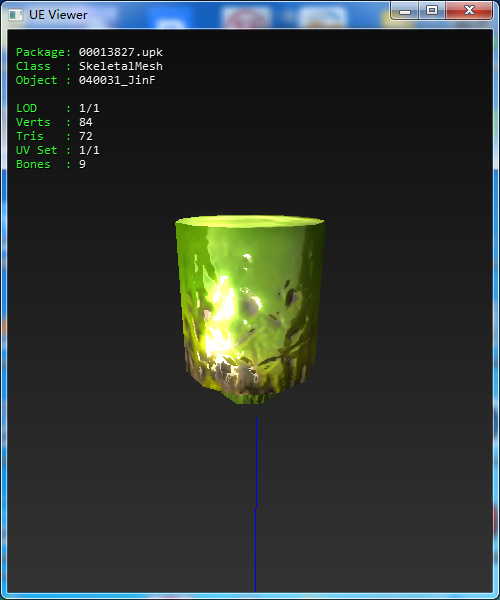 UE Viewer
Package: 00013827.upk
Class : SkeletalMesh
Object : 040031_JinF
LOD : 1/1
Verts : 84
Tris : 72
UV Set : 1/1
Bones : 9